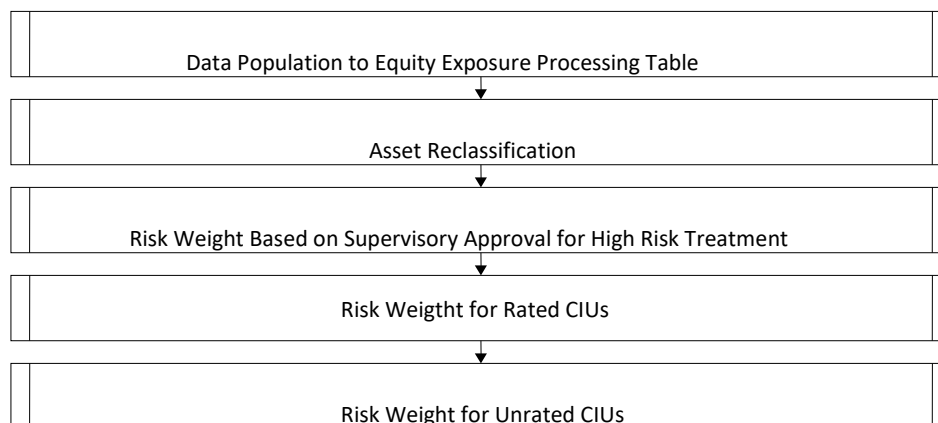 Data Population to Equity Exposure Processing Table
Asset Reclassification
Risk Weight Based on Supervisory Approval for High Risk Treatment
Risk Weigtht for Rated CIUs
Risk Weight for Unrated CIUs